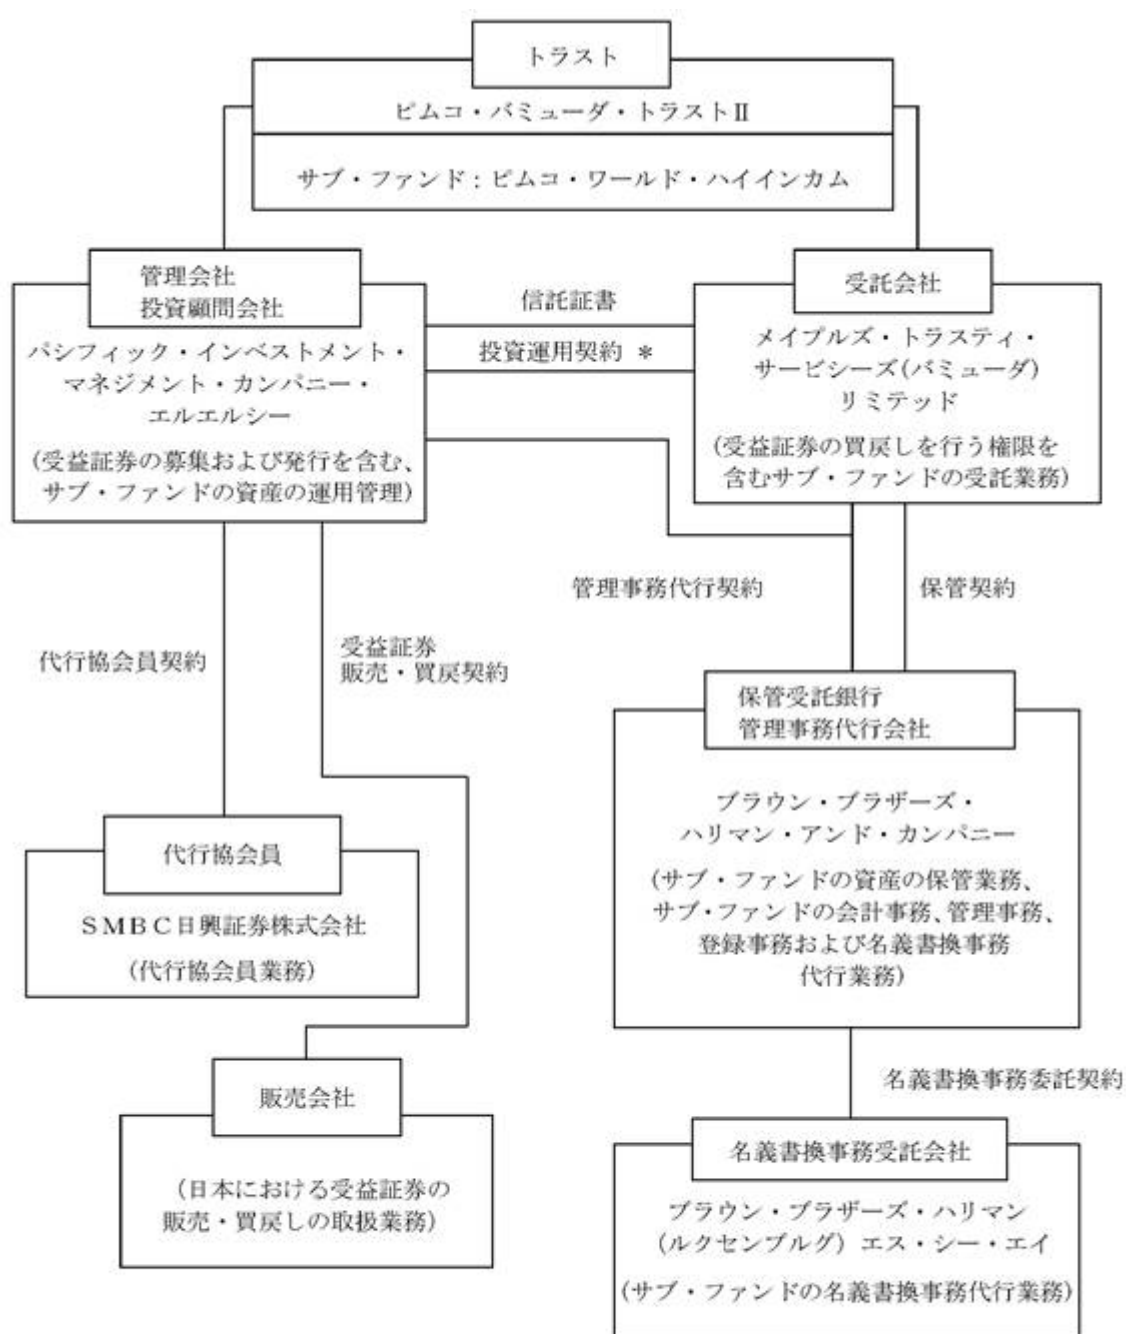 トラスト
ピムコ・バミューダ・トラストⅡ
サブ・ファンド：ピムコ・ワールド・ハイインカム
管理会社
投資顧問会社
パシフィック・インベストメント・
マネジメント・カンパニー・
エルエルシー
(受益証券の募集および発行を含む、
サブ・ファンドの資産の運用管理)
信託証書
投資運用契約 ＊
受託会社
メイプルズ・トラスティ・
サービシーズ(バミューダ)
リミテッド
(受益証券の買戻しを行う権限を
含むサブ・ファンドの受託業務)
管理事務代行契約
保管契約
代行協会員契約
受益証券
販売・買戻契約
保管受託銀行
管理事務代行会社
ブラウン・ブラザーズ・
ハリマン・アンド・カンパニー
(サブ・ファンドの資産の保管業務、
サブ・ファンドの会計事務、管理事務、
登録事務および名義書換事務
代行業務)
代行協会員
ＳＭＢＣ日興証券株式会社
(代行協会員業務)
販売会社
(日本における受益証券の
販売・買戻しの取扱業務)
名義書換事務委託契約
名義書換事務受託会社
ブラウン・ブラザーズ・ハリマン
(ルクセンブルグ) エス・シー・エイ
(サブ・ファンドの名義書換事務代行業務)